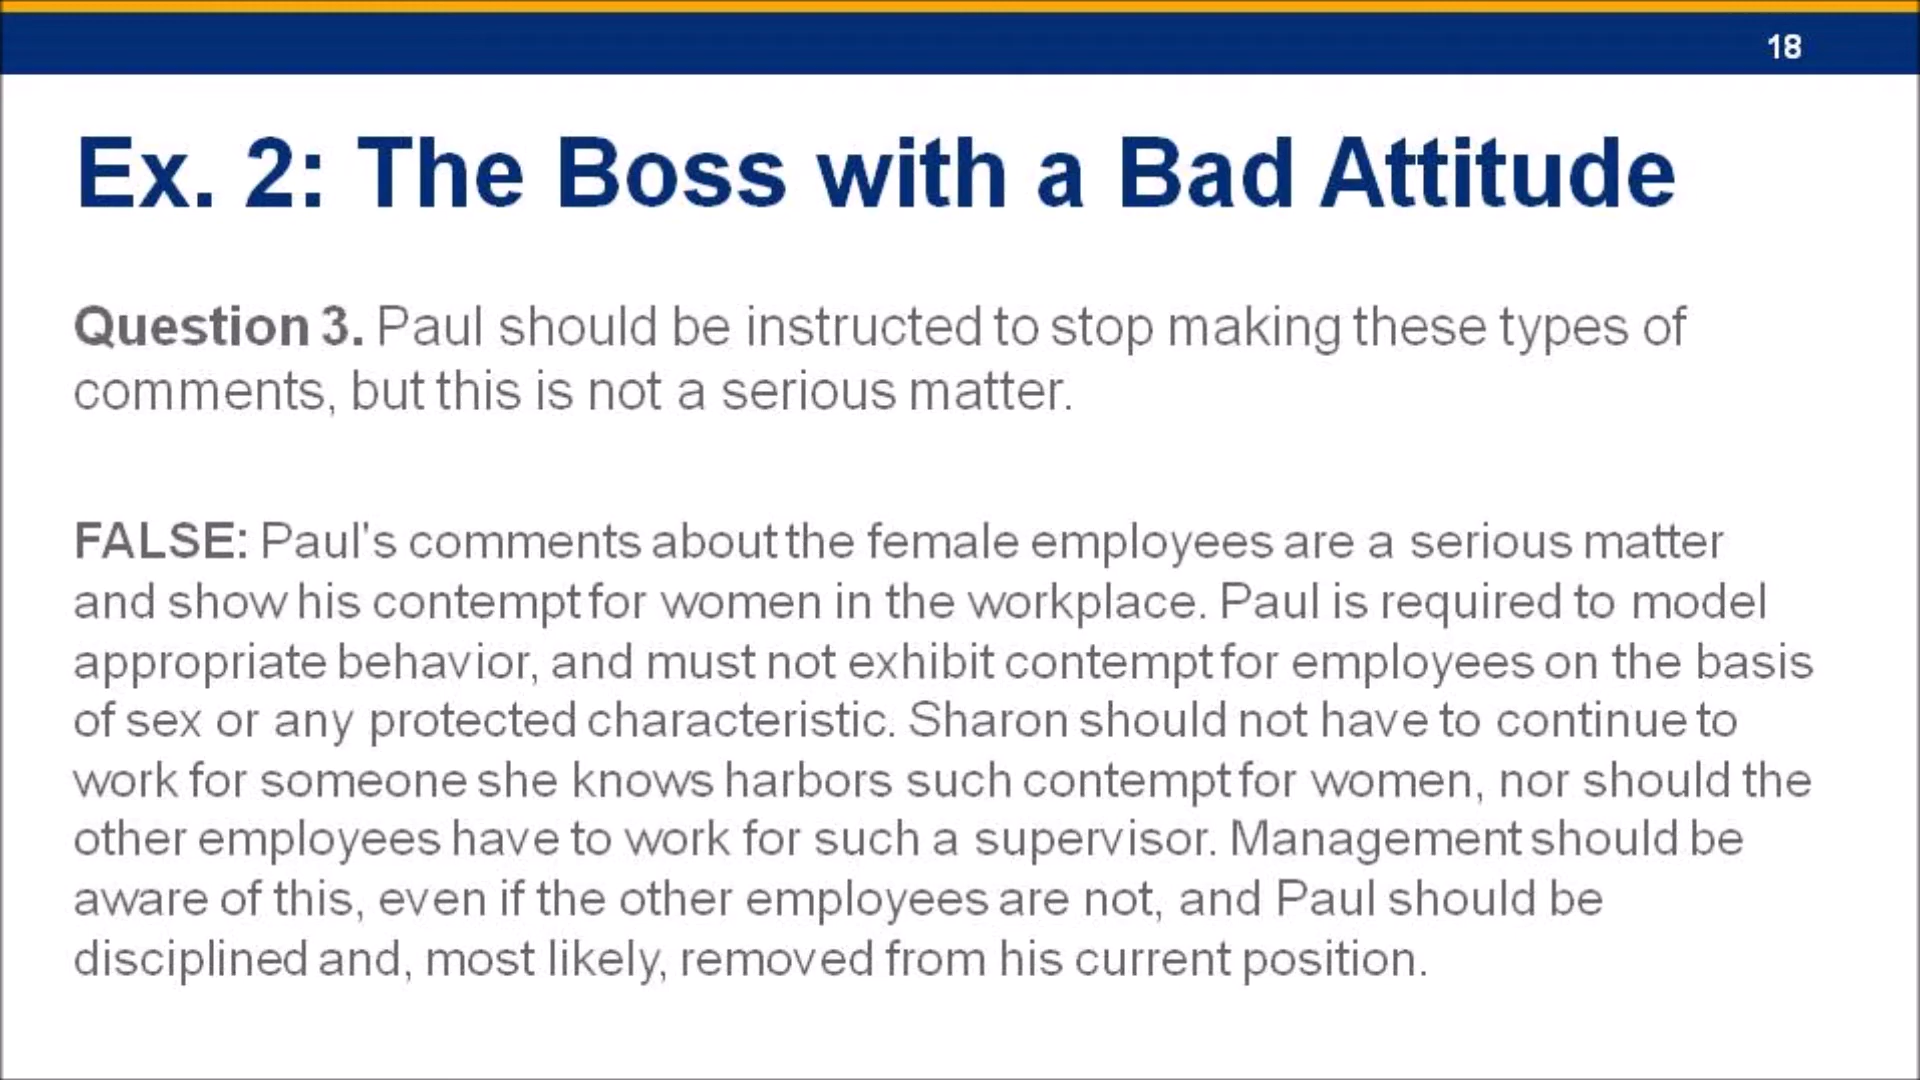 18
Ex. 2: The Boss with a Bad Attitude
Question 3. Paul should be instructed to stop making these types of
comments, but this is not a serious matter.
FALSE: Paul's comments about the female employees are a serious matter
and show his contempt for women in the workplace. Paul is required to model
appropriate behavior, and must not exhibit contempt for employees on the basis
of sex or any protected characteristic. Sharon should not have to continue to
work for someone she knows harbors such contempt for women, nor should the
other employees have to work for such a supervisor. Management should be
aware of this, even if the other employees are not, and Paul should be
disciplined and, most likely, removed from his current position.